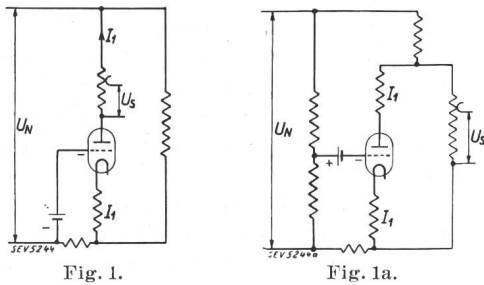 I1
US
UN
−
I1
−
SEV5244
Fig. 1.
I1
UN
US
+
−
I1
SEV5244a
Fig. 1a.